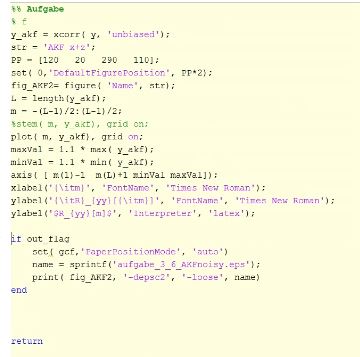 %% Aufgabe
% f
y_akf = xcorr( y, 'unbiased');
str = 'AKF x+z';
PP = [120 20 290 110];
set( 0,'DefaultFigurePosition', PP*2);
fig_AKF2= figure( 'Name', str);
L = length(y_akf);
m = -(L-1)/2:(L-1)/2;
%stem( m, y_akf), grid on;
plot( m, y_akf), grid on;
maxVal = 1.1 * max( y_akf);
minVal = 1.1 * min( y_akf);
axis( [ m(1)-1 m(L)+1 minVal maxVal]);
xlabel('{\itm}', 'FontName', 'Times New Roman');
ylabel('{\itR}_{yy}[{\itm}]', 'FontName', 'Times New Roman');
ylabel('$R_{yy}[m]$', 'Interpreter', 'latex');
if out_flag
set( gcf,'PaperPositionMode', 'auto')
name = sprintf('aufgabe_3_6_AKFnoisy.eps');
print( fig_AKF2, '-depsc2', '-loose', name)
end
return